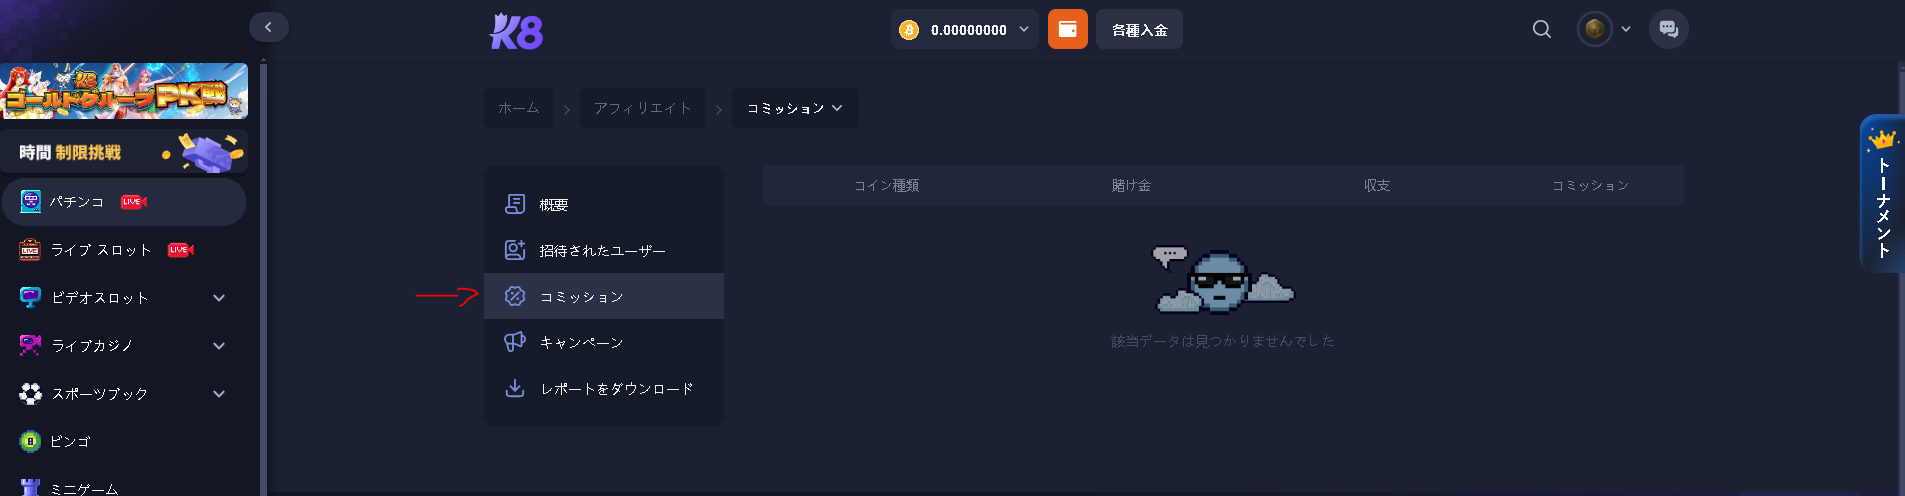 K8
0.00000000
各種入金
K8
ゴールドグループPK戦
時間 制限挑戦
パチンコ
LIVE
ライブ スロット
LIVE
ビデオスロット
ライブカジノ
スポーツブック
ビンゴ
ミニゲーム
ホーム
アフィリエイト
コミッション
概要
招待されたユーザー
コミッション
キャンペーン
レポートをダウンロード
コイン種類 賭け金 収支 コミッション
該当データは見つかりませんでした
トーナメント